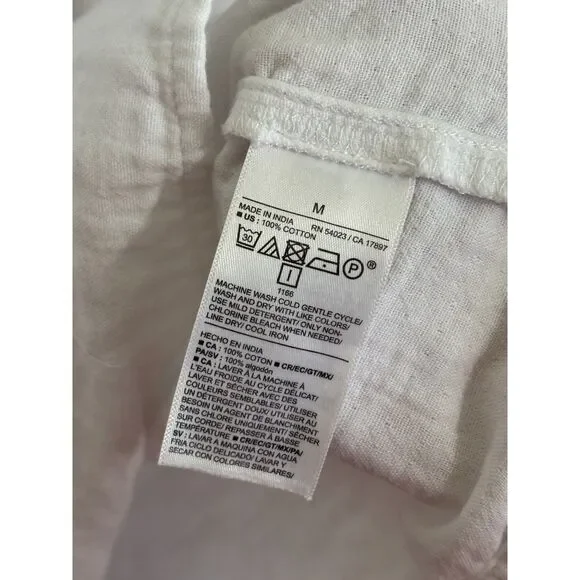 M
MADE IN INDIA RN 54023 / CA 17897
■ US : 100% COTTON
30 P ®
I
1166
MACHINE WASH COLD GENTLE CYCLE/
WASH AND DRY WITH LIKE COLORS/
USE MILD DETERGENT/ ONLY NON-
CHLORINE BLEACH WHEN NEEDED/
LINE DRY/ COOL IRON
HECHO EN INDIA
■ CA : 100% COTON ■ CR/EC/GT/MX/
PA/SV : 100% algodón
■ CA : LAVER À LA MACHINE À
L'EAU FROIDE AU CYCLE DÉLICAT/
LAVER ET SÉCHER AVEC DES
COULEURS SEMBLABLES/ UTILISER
UN DÉTERGENT DOUX/ UTILISER AU
BESOIN UN AGENT DE BLANCHIMENT
SANS CHLORE UNIQUEMENT/ SÉCHER
SUR CORDE/ REPASSER À BASSE
TEMPÉRATURE ■ CR/EC/GT/MX/PA/
SV : LAVAR A MAQUINA CON AGUA
FRIA CICLO DELICADO/ LAVAR Y
SECAR CON COLORES SIMILARES/